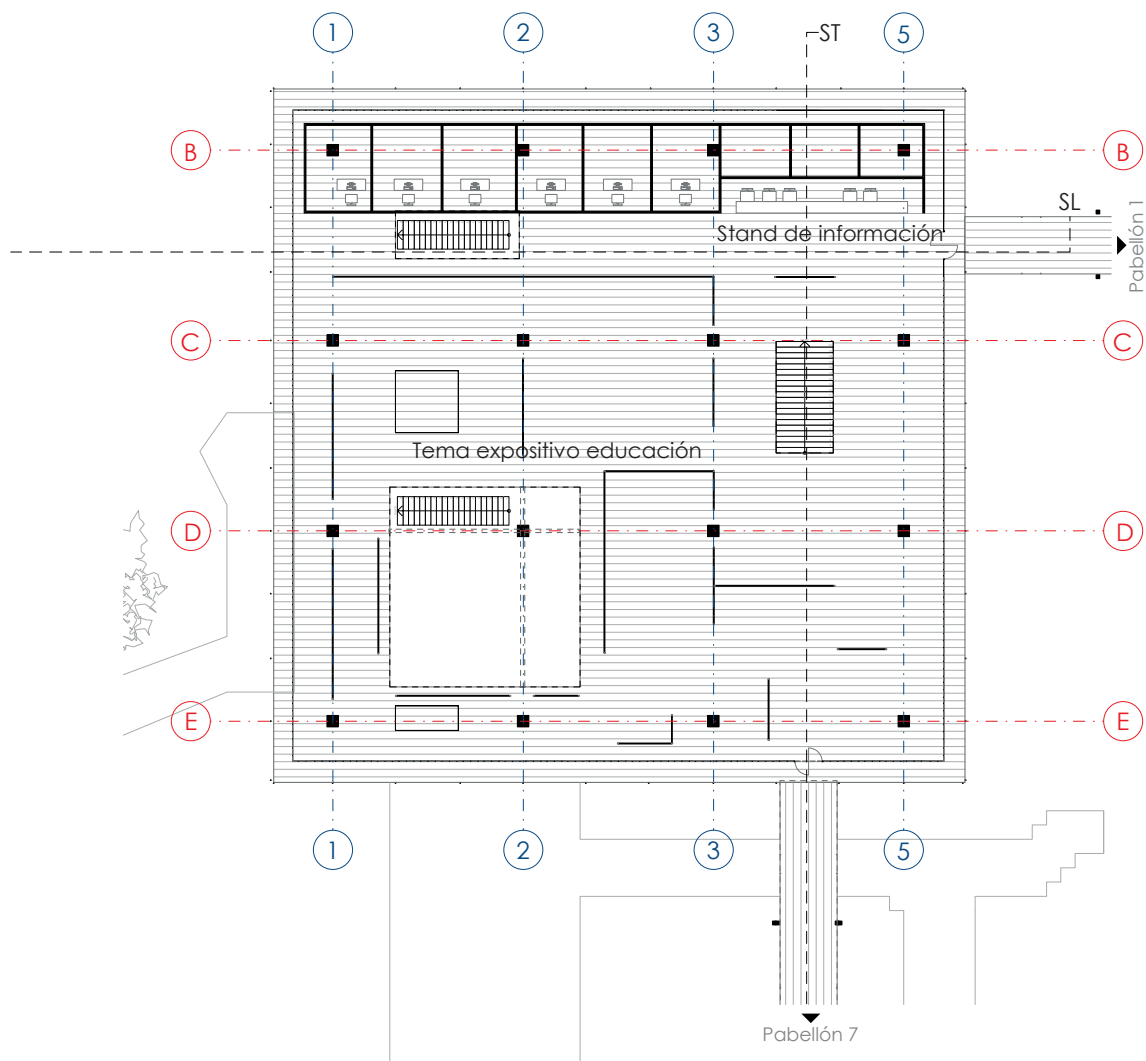 1 2 3 ST 5
B B
SL
Stand de información
Pabellón 1
C C
Tema expositivo educación
D D
E E
1 2 3 5
Pabellón 7